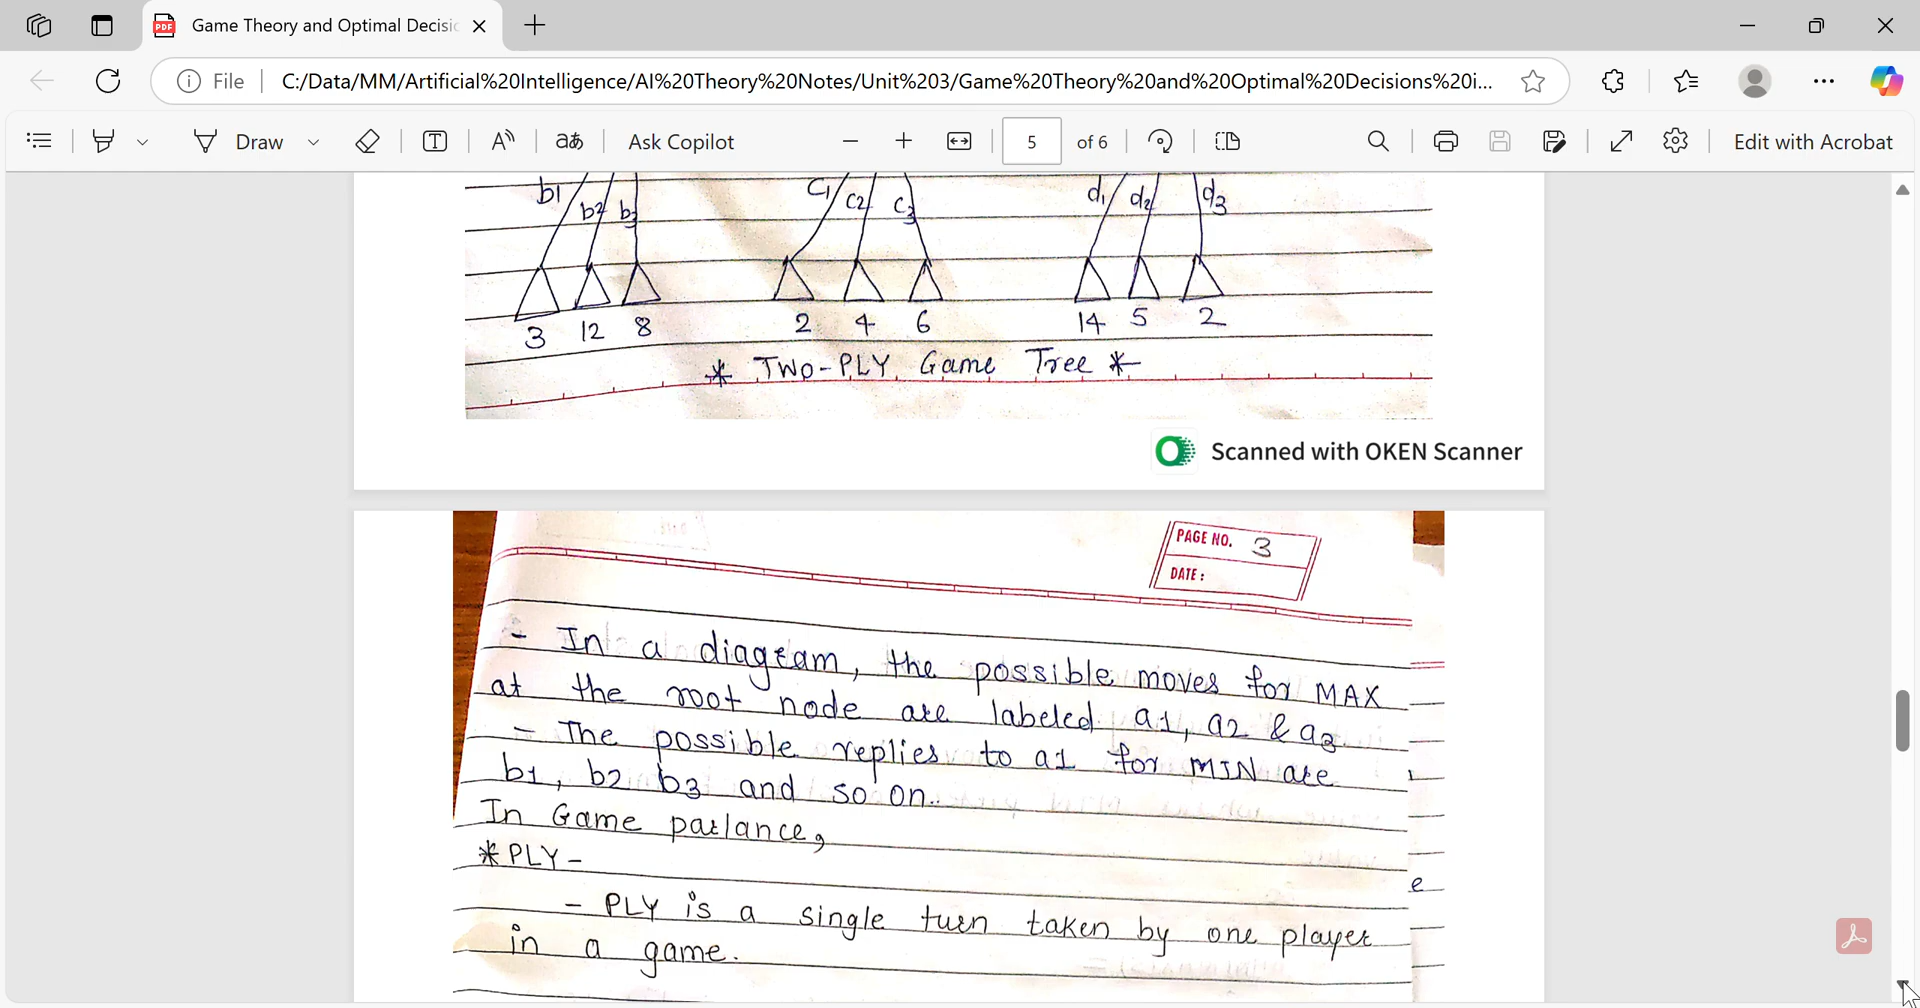 Game Theory and Optimal Decisi
File
C:/Data/MM/Artificial%20Intelligence/AI%20Theory%20Notes/Unit%203/Game%20Theory%20and%20Optimal%20Decisions%20i...
Draw
Ask Copilot
5 of 6
Edit with Acrobat
b1 b2 b3 c1 c2 c3 d1 d2 d3
3 12 8 2 4 6 14 5 2
* TWO-PLY Game Tree *
Scanned with OKEN Scanner
PAGE NO. 3
DATE :
- In a diagram, the possible moves for MAX
at the root node are labeled a1, a2 & a3.
- The possible replies to a1 for MIN are
b1, b2 b3 and so on..
In Game parlance,
* PLY -
- PLY is a single turn taken by one player
in a game.
e